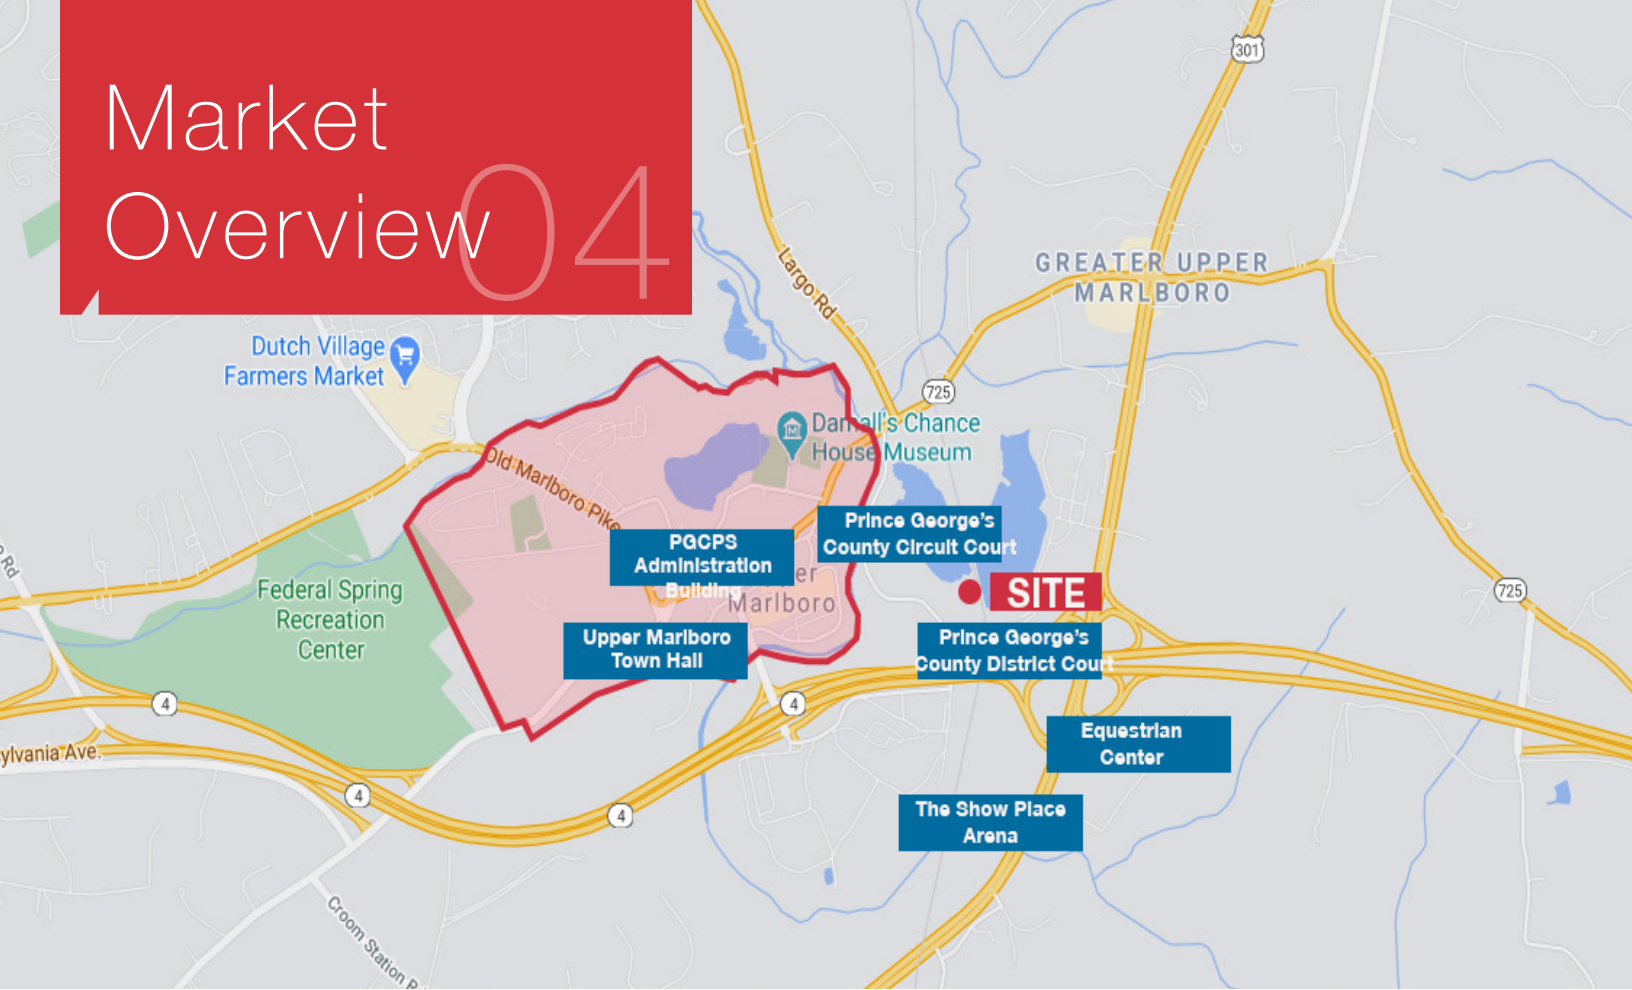 Market
Overview
04
301
Largo Rd
GREATER UPPER
MARLBORO
Dutch Village
Farmers Market
725
Darnall's Chance
House Museum
Old Marlboro Pike
Prince George's
County Circuit Court
PGCPS
Administration
Building
er
Marlboro
SITE
725
Federal Spring
Recreation
Center
Rd
Upper Marlboro
Town Hall
Prince George's
County District Court
4
4
sylvania Ave.
Equestrian
Center
4
4
The Show Place
Arena
Croom Station R